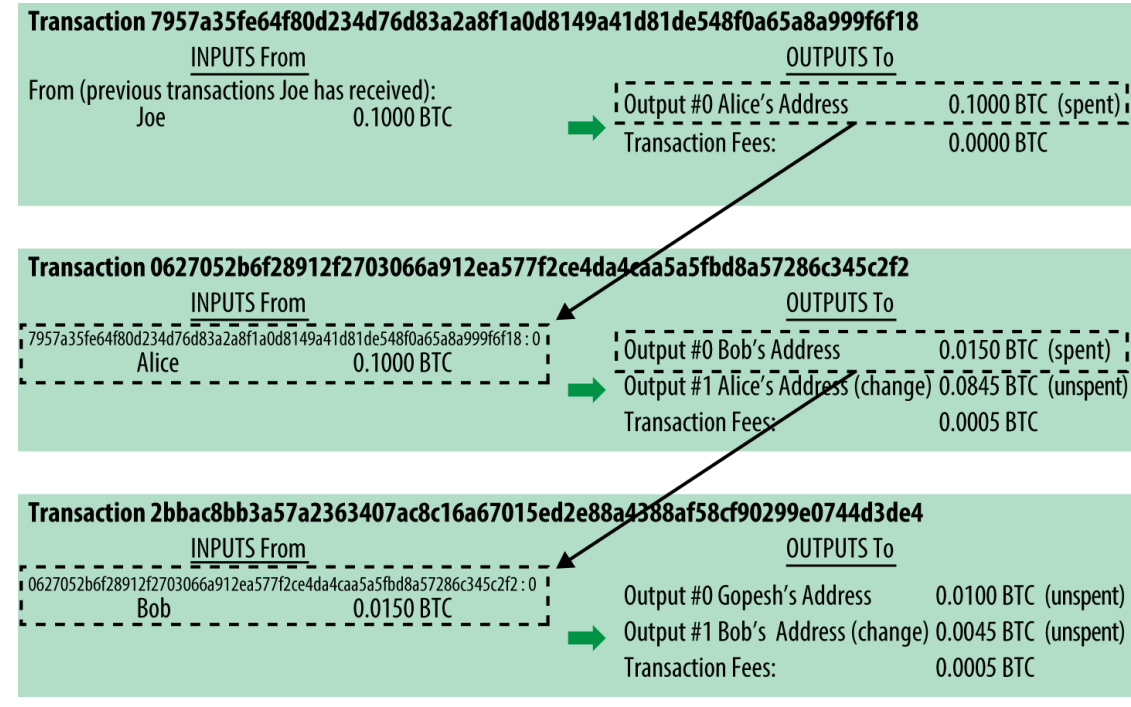 Transaction 7957a35fe64f80d234d76d83a2a8f1a0d8149a41d81de548f0a65a8a999f6f18
INPUTS From
OUTPUTS To
From (previous transactions Joe has received):
Joe 0.1000 BTC
Output #0 Alice's Address 0.1000 BTC (spent)
Transaction Fees: 0.0000 BTC
Transaction 0627052b6f28912f2703066a912ea577f2ce4da4caa5a5fbd8a57286c345c2f2
INPUTS From
OUTPUTS To
7957a35fe64f80d234d76d83a2a8f1a0d8149a41d81de548f0a65a8a999f6f18 : 0
Alice 0.1000 BTC
Output #0 Bob's Address 0.0150 BTC (spent)
Output #1 Alice's Address (change) 0.0845 BTC (unspent)
Transaction Fees: 0.0005 BTC
Transaction 2bbac8bb3a57a2363407ac8c16a67015ed2e88a4388af58cf90299e0744d3de4
INPUTS From
OUTPUTS To
0627052b6f28912f2703066a912ea577f2ce4da4caa5a5fbd8a57286c345c2f2 : 0
Bob 0.0150 BTC
Output #0 Gopesh's Address 0.0100 BTC (unspent)
Output #1 Bob's Address (change) 0.0045 BTC (unspent)
Transaction Fees: 0.0005 BTC